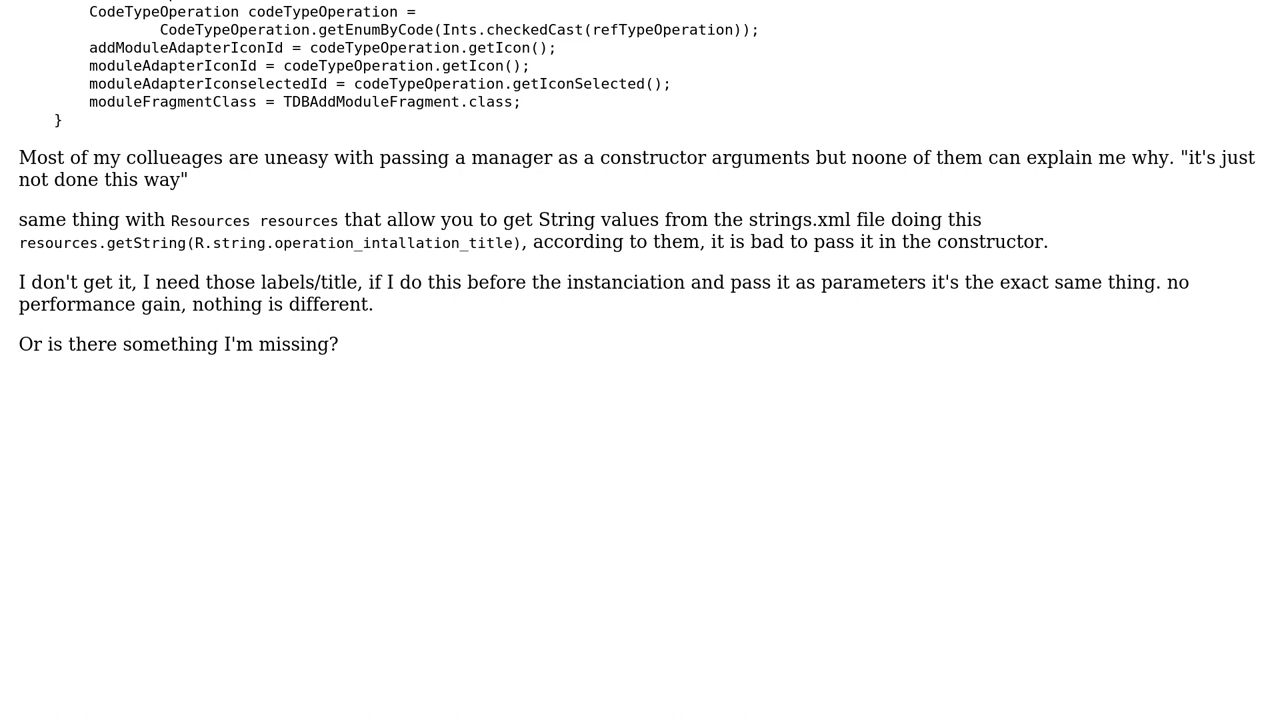 CodeTypeOperation codeTypeOperation =
CodeTypeOperation.getEnumByCode(Ints.checkedCast(refTypeOperation));
addModuleAdapterIconId = codeTypeOperation.getIcon();
moduleAdapterIconId = codeTypeOperation.getIcon();
moduleAdapterIconselectedId = codeTypeOperation.getIconSelected();
moduleFragmentClass = TDBAddModuleFragment.class;
}
Most of my collueages are uneasy with passing a manager as a constructor arguments but noone of them can explain me why. "it's just
not done this way"
same thing with Resources resources that allow you to get String values from the strings.xml file doing this
resources.getString(R.string.operation_intallation_title), according to them, it is bad to pass it in the constructor.
I don't get it, I need those labels/title, if I do this before the instanciation and pass it as parameters it's the exact same thing. no
performance gain, nothing is different.
Or is there something I'm missing?